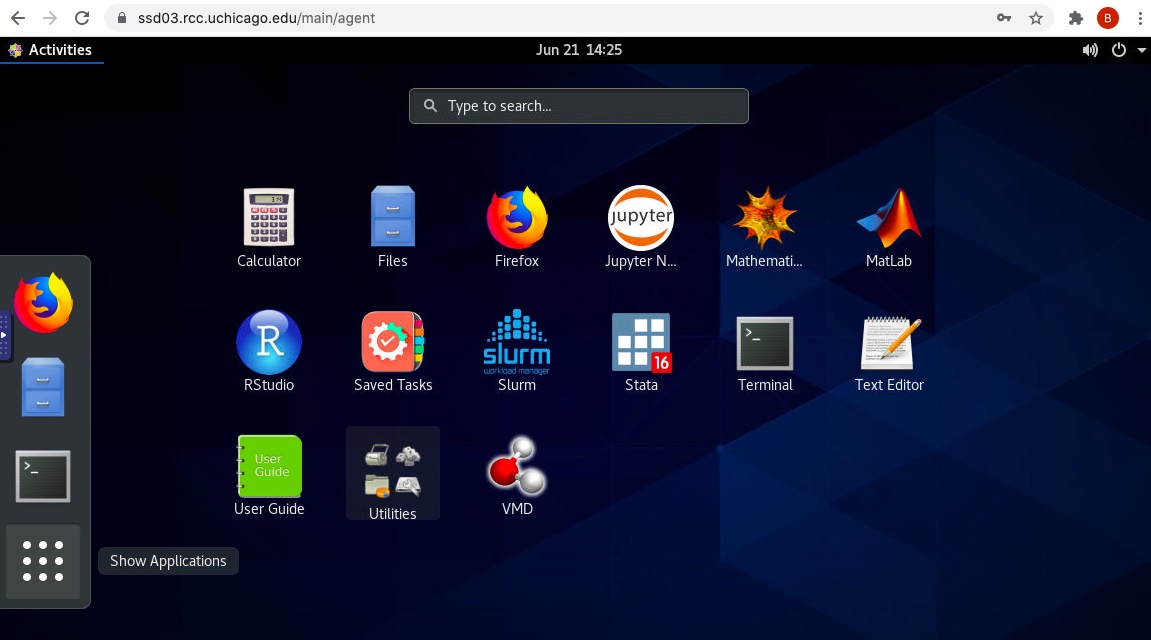 ssd03.rcc.uchicago.edu/main/agent
B
Activities
Jun 21 14:25
Type to search...
31
jupyter
Calculator
Files
Firefox
Jupyter N...
Mathemati...
MatLab
R
slurm
workload manager
16
>_
RStudio
Saved Tasks
Slurm
Stata
Terminal
Text Editor
>_
User
Guide
User Guide
Utilities
VMD
Show Applications